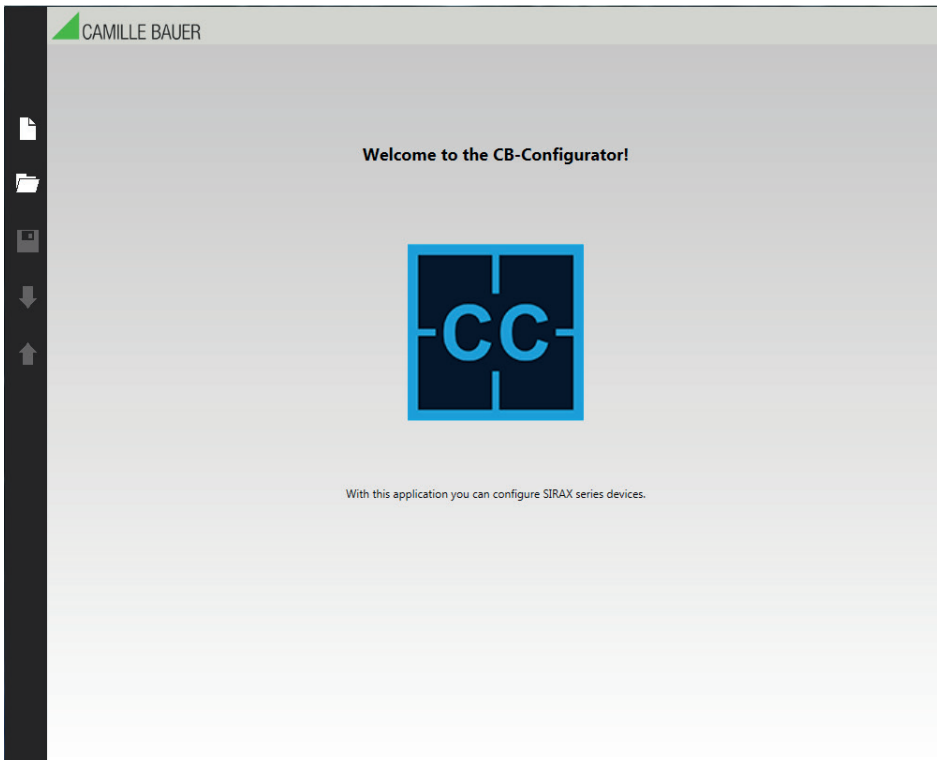 CAMILLE BAUER
Welcome to the CB-Configurator!
CC
With this application you can configure SIRAX series devices.